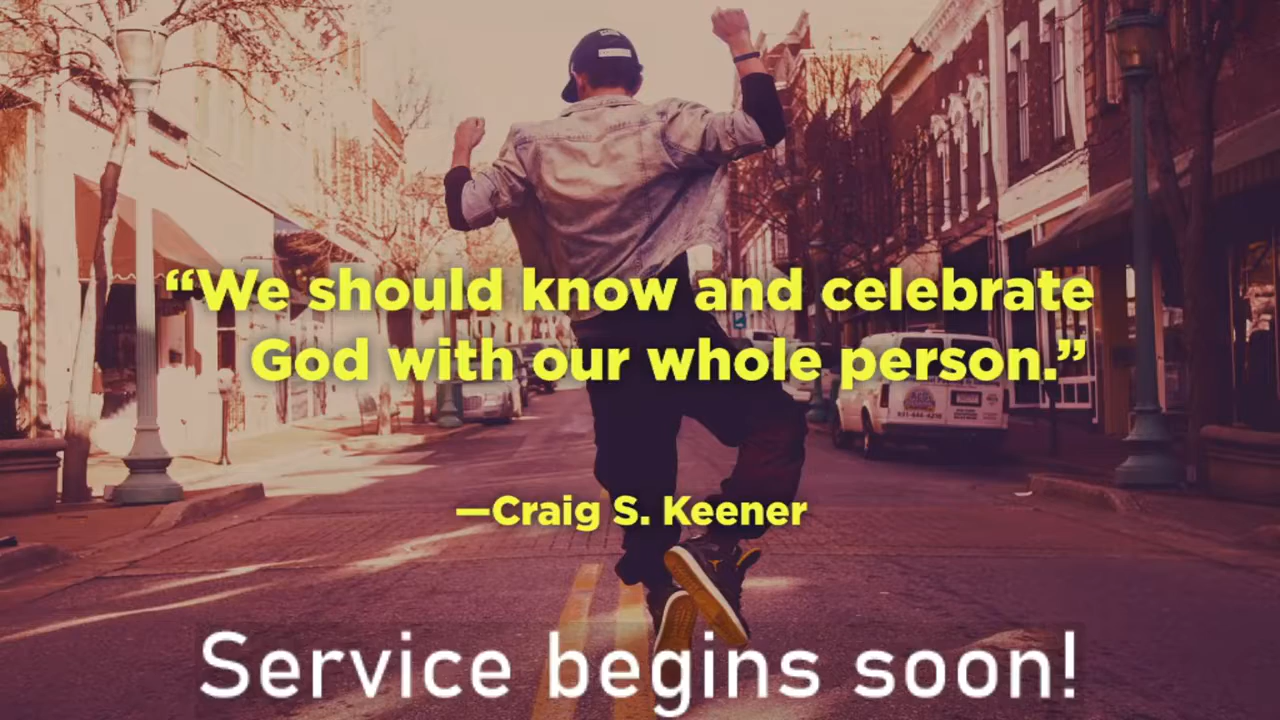 “We should know and celebrate
God with our whole person.”
—Craig S. Keener
Service begins soon!